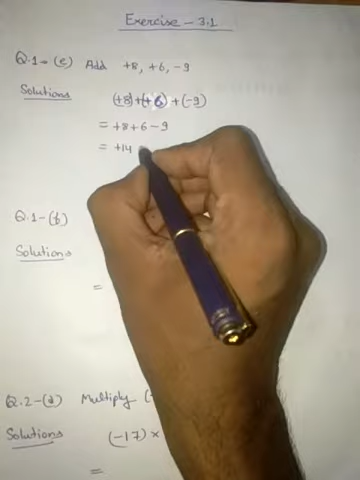 Exercise - 3.1
Q.1-(e) Add +8, +6, -9
Solutions (+8)+(+6)+(-9)
= +8+6-9
= +14
Q.1-(f)
Solutions
=
Q.2-(d) Multiply (-
Solutions (-17) ×
=